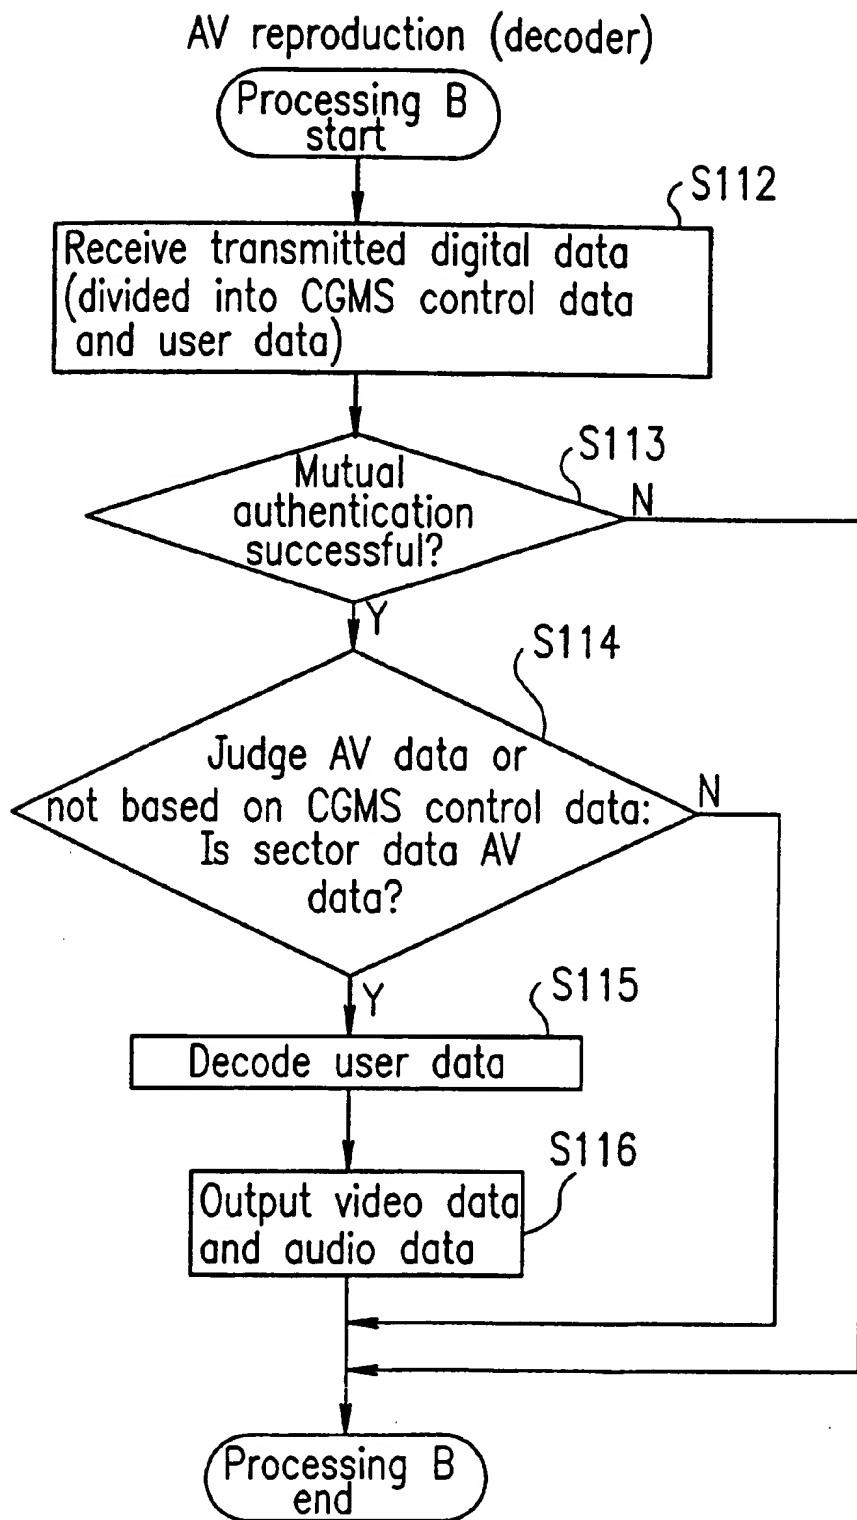 AV reproduction (decoder)
Processing B
start
S112
Receive transmitted digital data
(divided into CGMS control data
and user data)
S113
Mutual
authentication
successful?
N
Y
S114
Judge AV data or
not based on CGMS control data:
Is sector data AV
data?
N
Y
S115
Decode user data
S116
Output video data
and audio data
Processing B
end